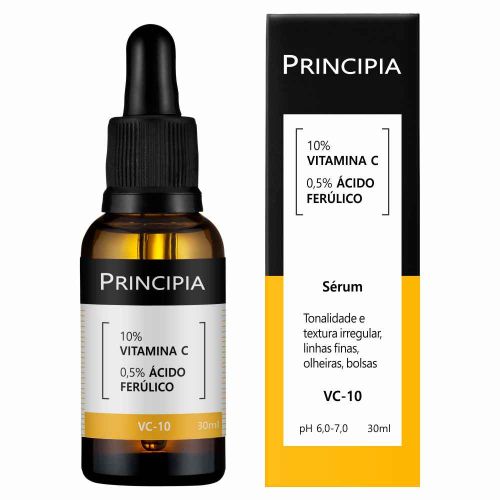 PRINCIPIA
10%
VITAMINA C
0,5% ÁCIDO
FERÚLICO
VC-10
30ml
PRINCIPIA
10%
VITAMINA C
0,5% ÁCIDO
FERÚLICO
Sérum
Tonalidade e
textura irregular,
linhas finas,
olheiras, bolsas
VC-10
pH 6,0-7,0 30ml